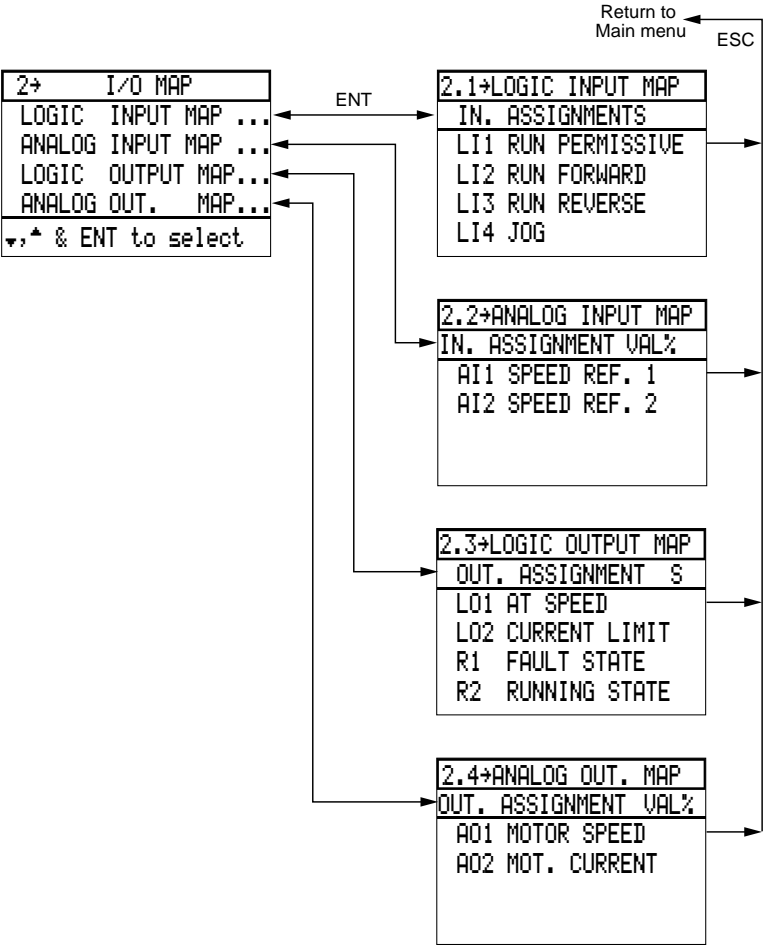 Return to
Main menu
ESC
2→ I/O MAP
LOGIC INPUT MAP ...
ANALOG INPUT MAP ...
LOGIC OUTPUT MAP...
ANALOG OUT. MAP...
▼,▲ & ENT to select
ENT
2.1→LOGIC INPUT MAP
IN. ASSIGNMENTS
LI1 RUN PERMISSIVE
LI2 RUN FORWARD
LI3 RUN REVERSE
LI4 JOG
2.2→ANALOG INPUT MAP
IN. ASSIGNMENT VAL%
AI1 SPEED REF. 1
AI2 SPEED REF. 2
2.3→LOGIC OUTPUT MAP
OUT. ASSIGNMENT S
LO1 AT SPEED
LO2 CURRENT LIMIT
R1 FAULT STATE
R2 RUNNING STATE
2.4→ANALOG OUT. MAP
OUT. ASSIGNMENT VAL%
AO1 MOTOR SPEED
AO2 MOT. CURRENT